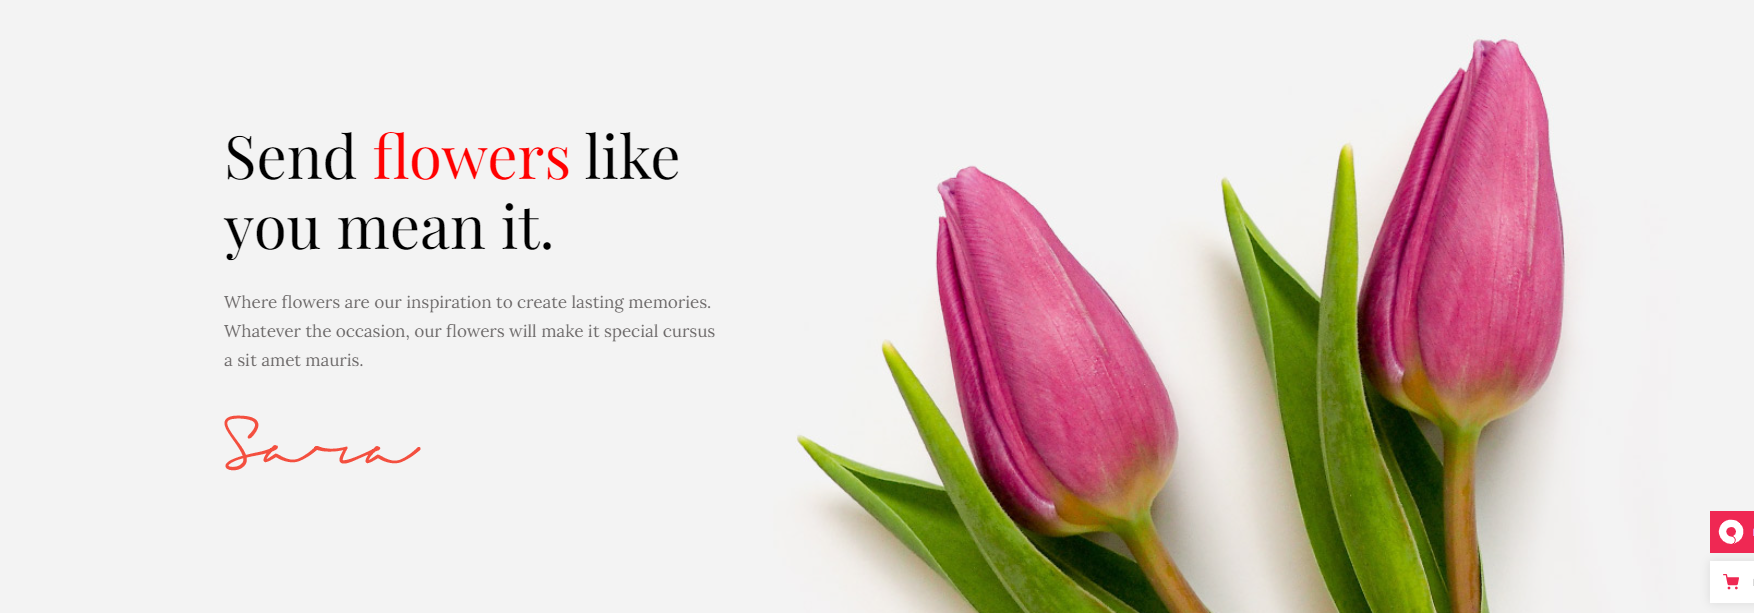 Send flowers like
you mean it.
Where flowers are our inspiration to create lasting memories.
Whatever the occasion, our flowers will make it special cursus
a sit amet mauris.
Sara